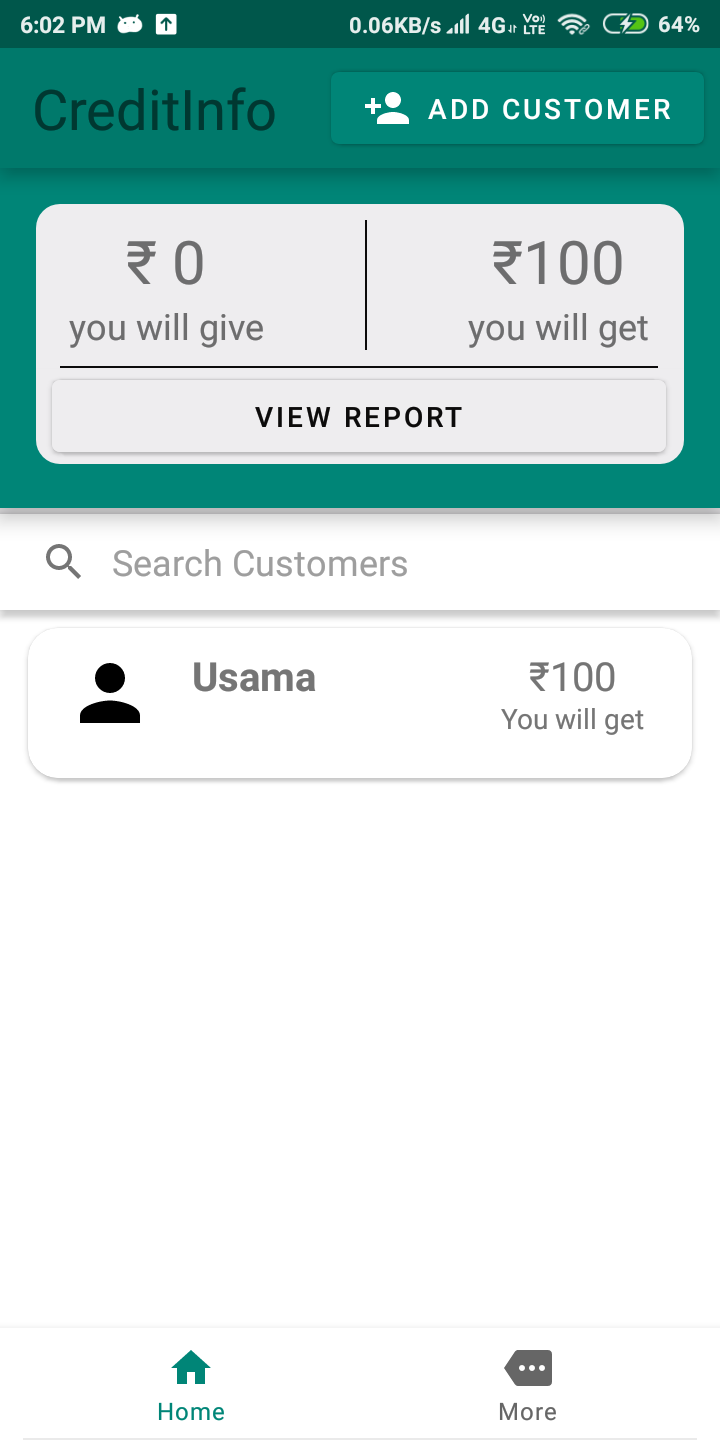 6:02 PM 0.06KB/s 4G Vo) LTE 64%
CreditInfo ADD CUSTOMER
₹ 0 ₹100
you will give you will get
VIEW REPORT
Search Customers
Usama ₹100
You will get
Home More